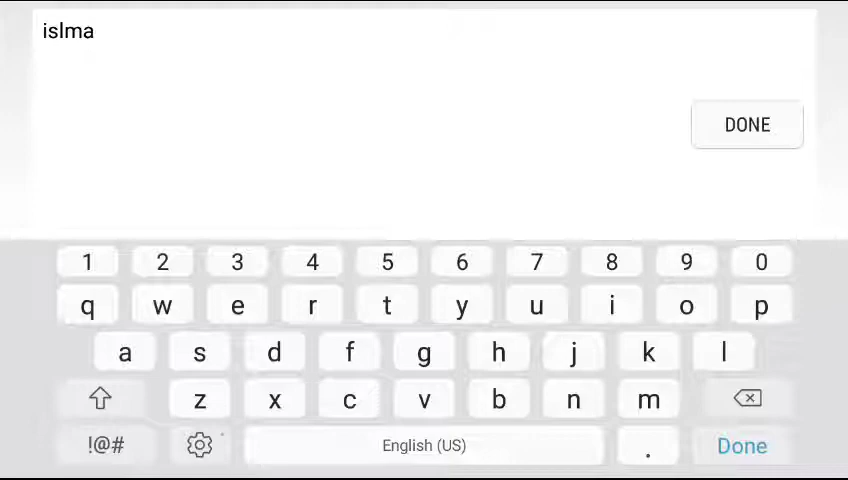 islma
DONE
1 2 3 4 5 6 7 8 9 0
q w e r t y u i o p
a s d f g h j k l
z x c v b n m
!@# English (US) . Done